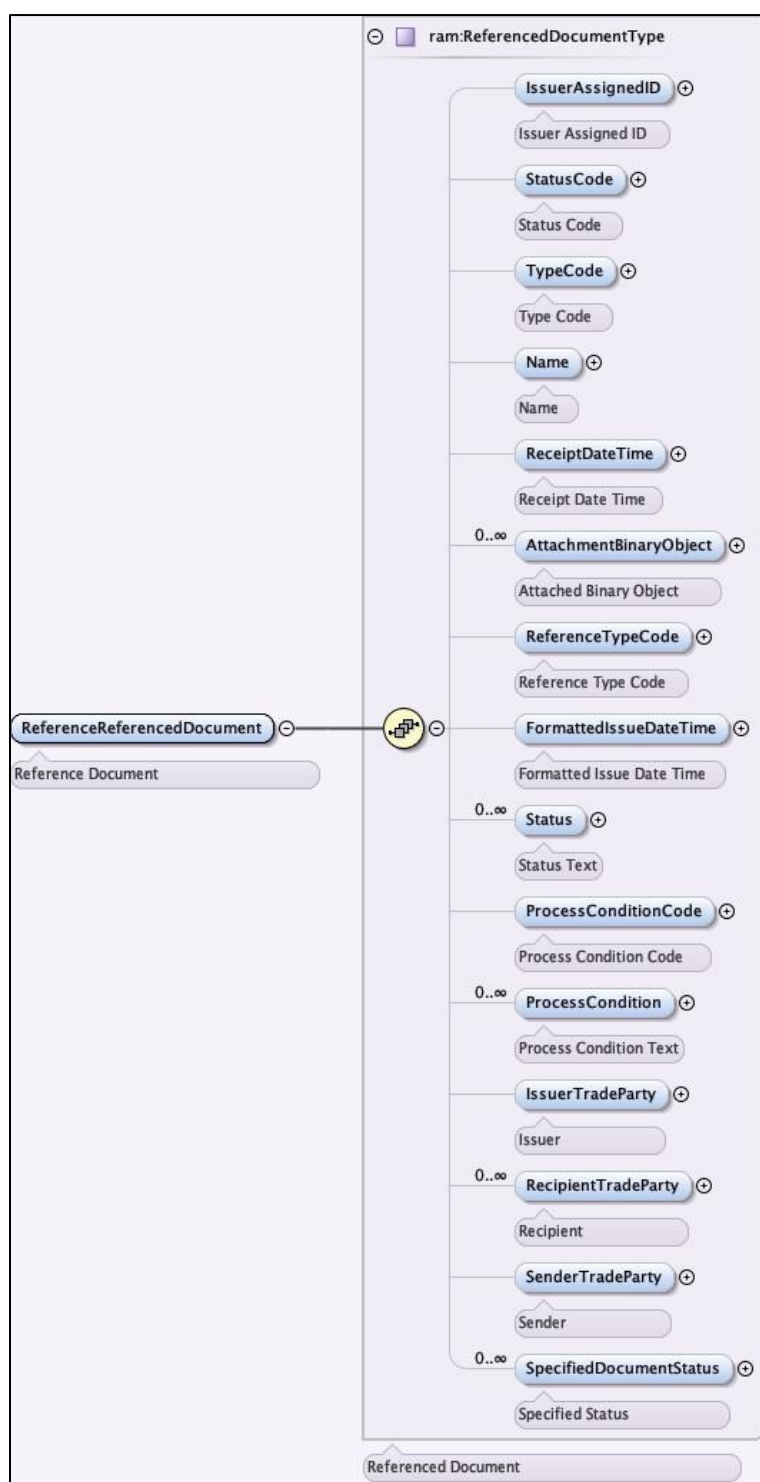 ram:ReferencedDocumentType
IssuerAssignedID
Issuer Assigned ID
StatusCode
Status Code
TypeCode
Type Code
Name
Name
ReceiptDateTime
Receipt Date Time
0..∞
AttachmentBinaryObject
Attached Binary Object
ReferenceTypeCode
Reference Type Code
ReferenceReferencedDocument
Reference Document
FormattedIssueDateTime
Formatted Issue Date Time
0..∞
Status
Status Text
ProcessConditionCode
Process Condition Code
0..∞
ProcessCondition
Process Condition Text
IssuerTradeParty
Issuer
0..∞
RecipientTradeParty
Recipient
SenderTradeParty
Sender
0..∞
SpecifiedDocumentStatus
Specified Status
Referenced Document